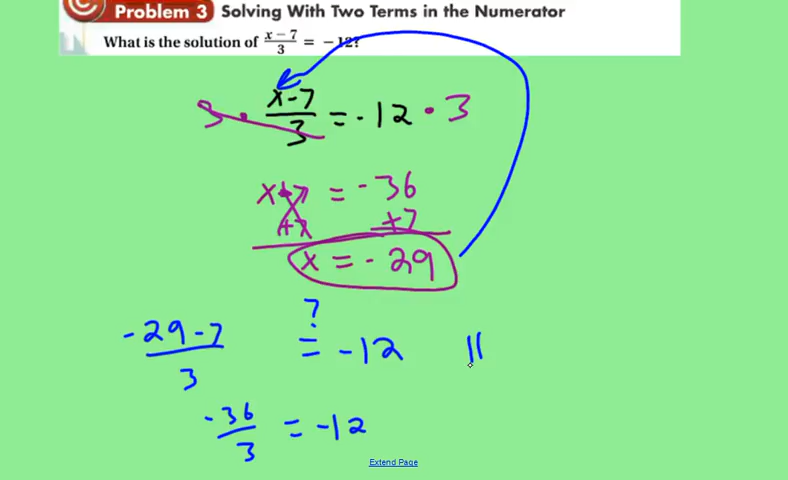 Problem 3 Solving With Two Terms in the Numerator
What is the solution of x − 7 / 3 = −12?
3 · x-7 / 3 = -12 · 3
x-7 = -36
+7 +7
x = -29
-29-7 / 3 ?= -12 ||
-36 / 3 = -12
Extend Page